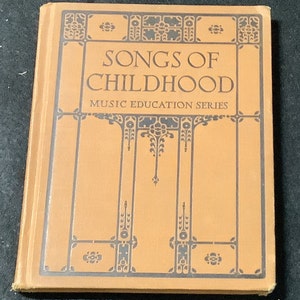 SONGS OF
CHILDHOOD
MUSIC EDUCATION SERIES